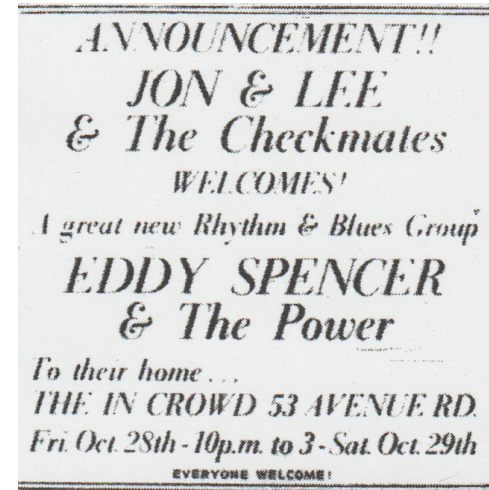 ANNOUNCEMENT!!
JON & LEE
& The Checkmates
WELCOMES!
A great new Rhythm & Blues Group
EDDY SPENCER
& The Power
To their home...
THE IN CROWD 53 AVENUE RD.
Fri. Oct. 28th - 10p.m. to 3 - Sat. Oct. 29th
EVERYONE WELCOME!